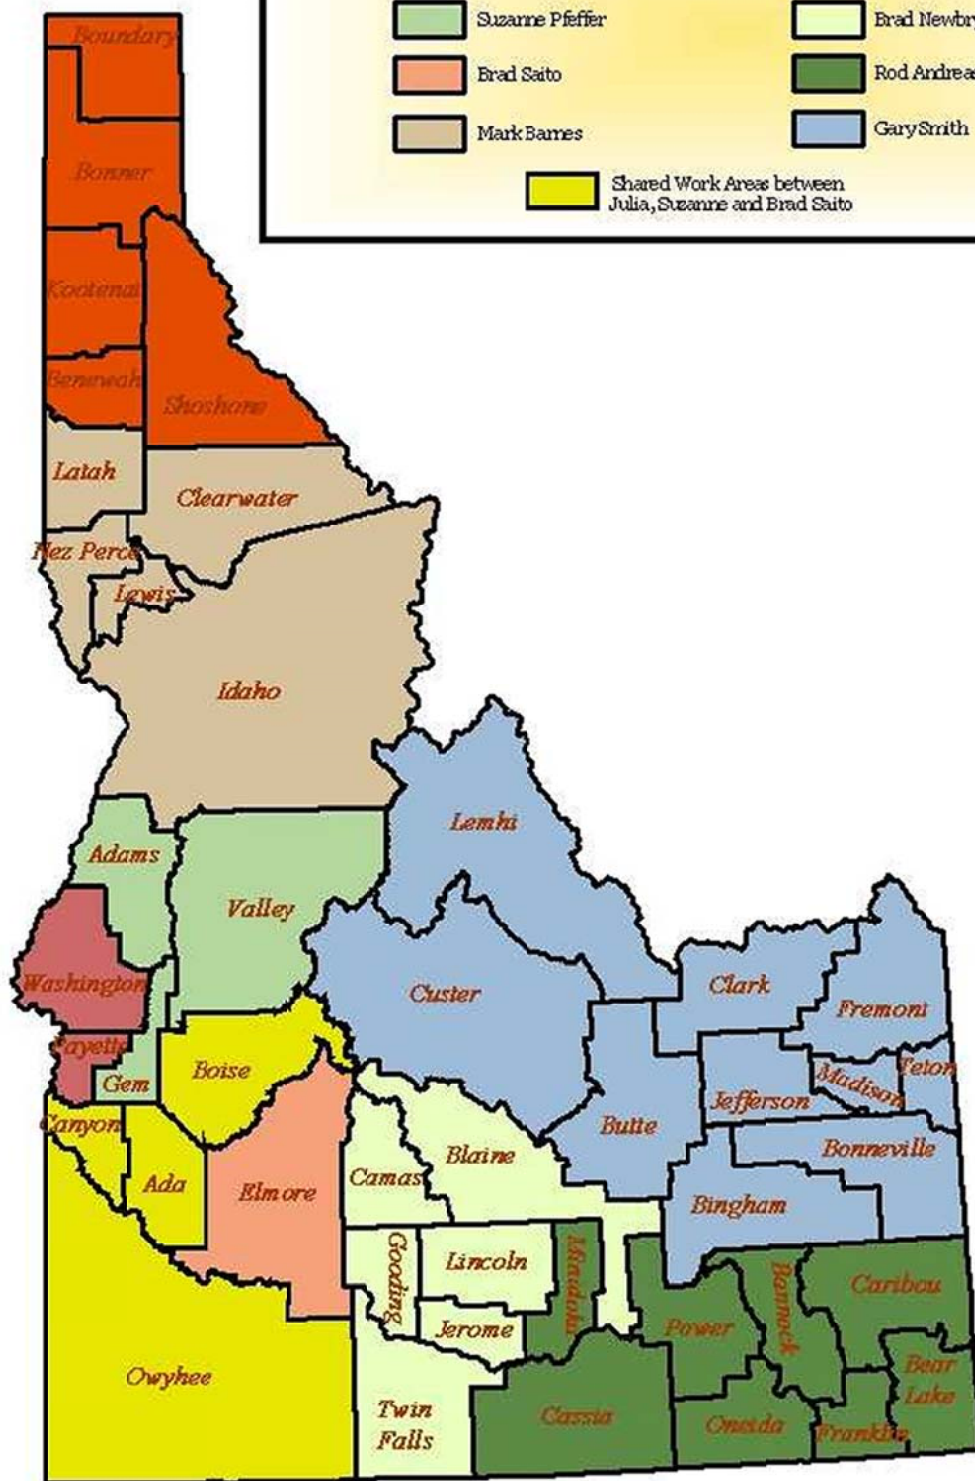 Suzanne Pfeffer
Brad Newbry
Brad Saito
Rod Andreas
Mark Barnes
Gary Smith
Shared Work Areas between
Julia, Suzanne and Brad Saito
Boundary
Bonner
Kootenai
Benewah
Shoshone
Latah
Clearwater
Nez Perce
Lewis
Idaho
Lemhi
Adams
Valley
Washington
Custer
Clark
Fremont
Payette
Gem
Boise
Madison
Teton
Jefferson
Canyon
Butte
Bonneville
Ada
Elmore
Camas
Blaine
Bingham
Gooding
Lincoln
Minidoka
Bannock
Caribou
Jerome
Power
Bear
Lake
Owyhee
Twin
Falls
Cassia
Oneida
Franklin